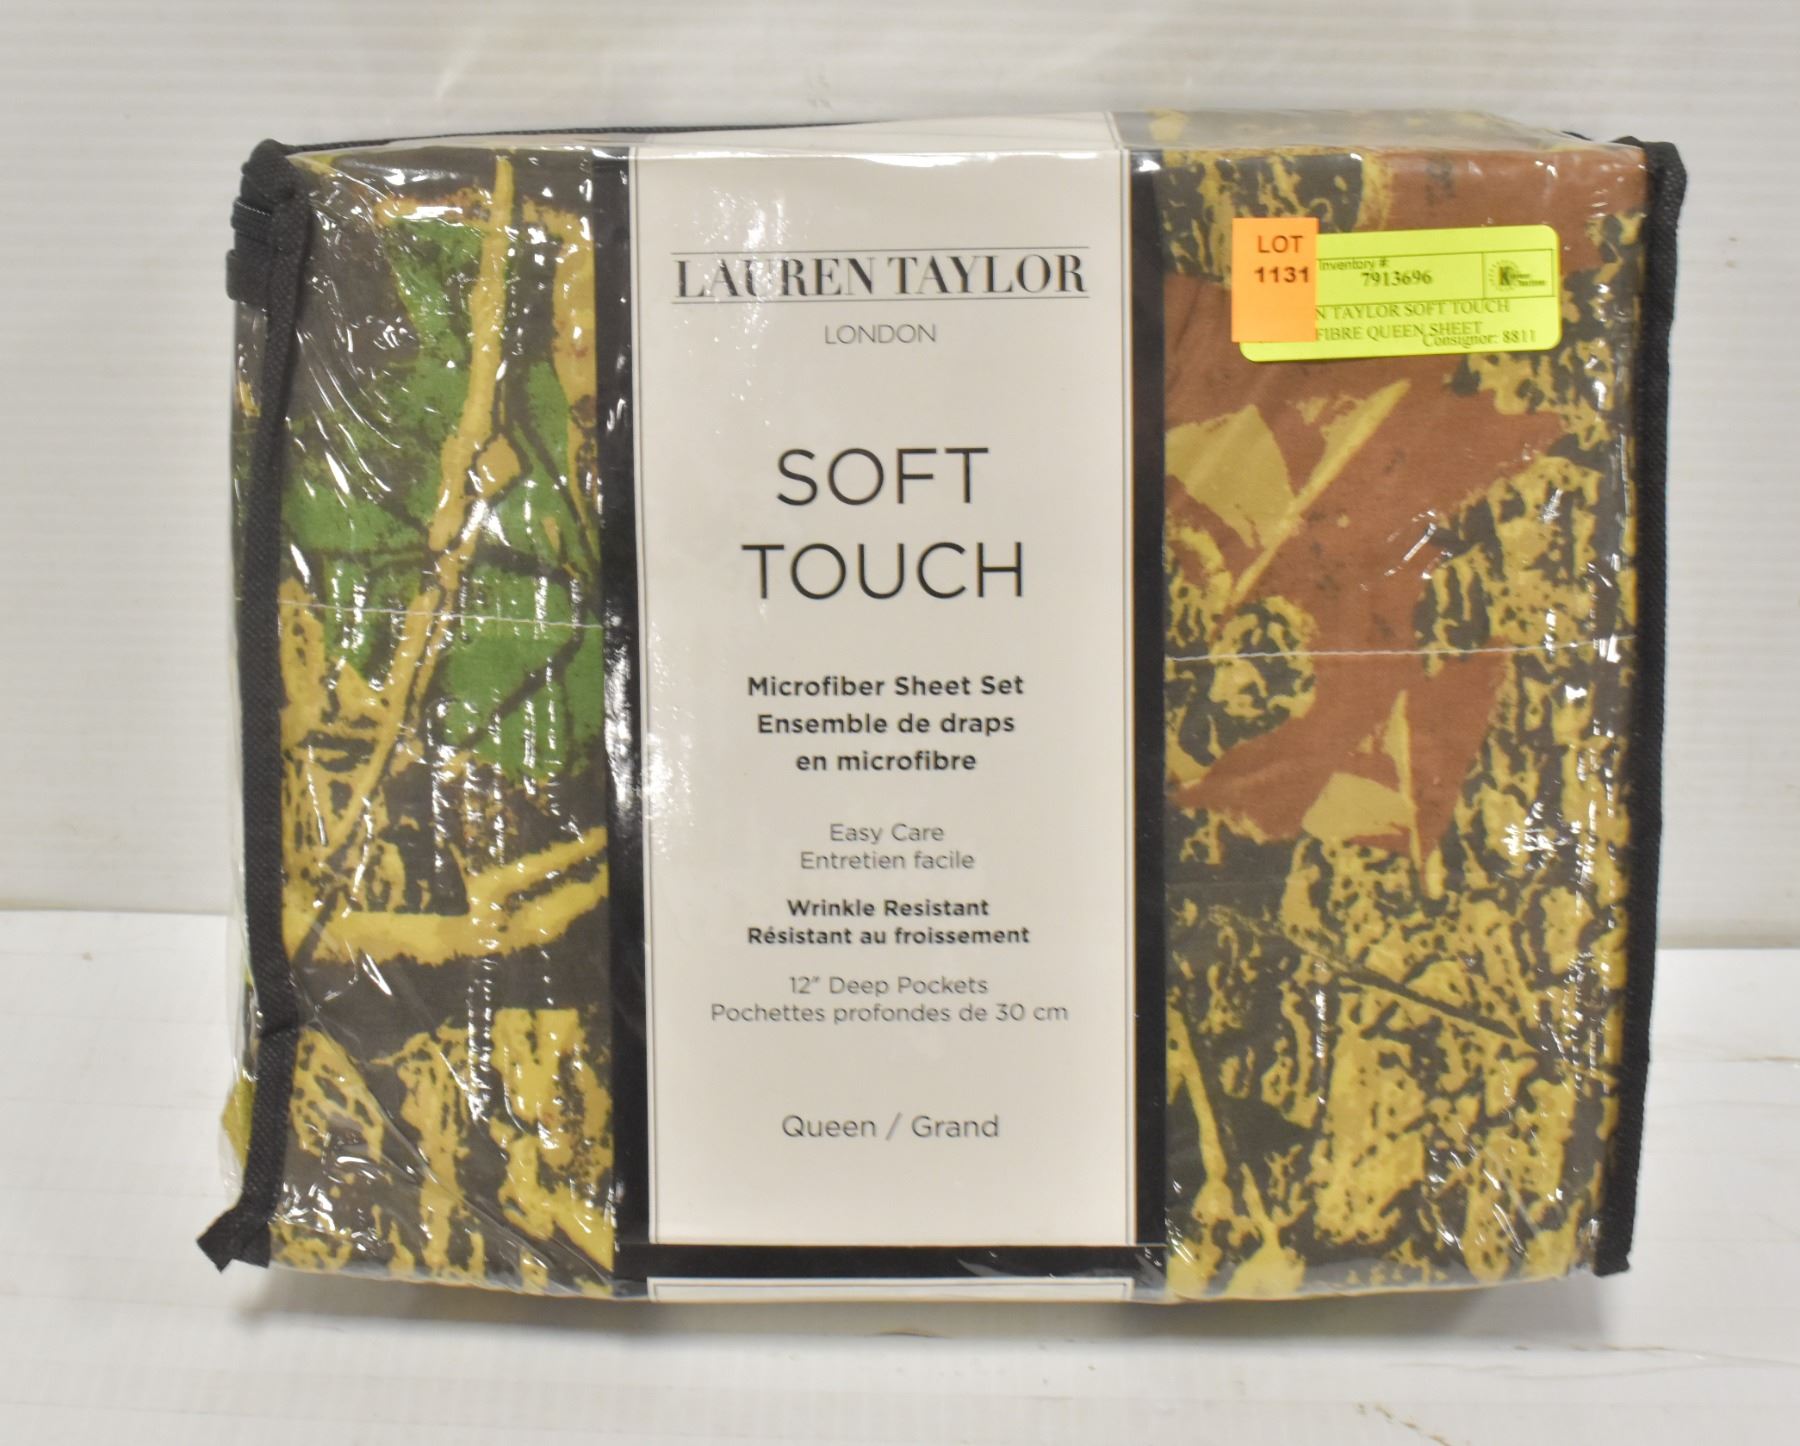 LAUREN TAYLOR
LONDON
SOFT
TOUCH
Microfiber Sheet Set
Ensemble de draps
en microfibre
Easy Care
Entretien facile
Wrinkle Resistant
Résistant au froissement
12" Deep Pockets
Pochettes profondes de 30 cm
Queen / Grand
LOT
1131
Inventory #:
7913696
N TAYLOR SOFT TOUCH
FIBRE QUEEN SHEET
Consignor: 8811